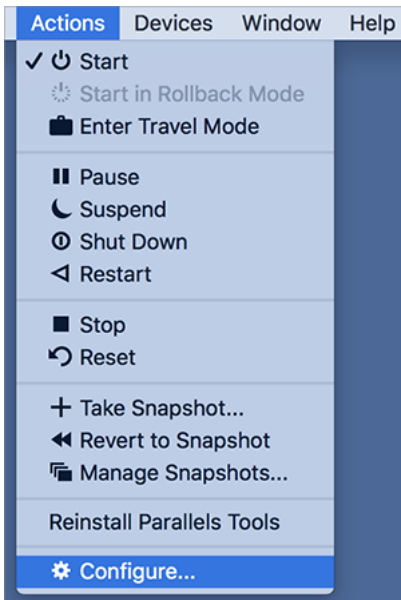 Actions Devices Window Help
Start
Start in Rollback Mode
Enter Travel Mode
Pause
Suspend
Shut Down
Restart
Stop
Reset
Take Snapshot...
Revert to Snapshot
Manage Snapshots...
Reinstall Parallels Tools
Configure...